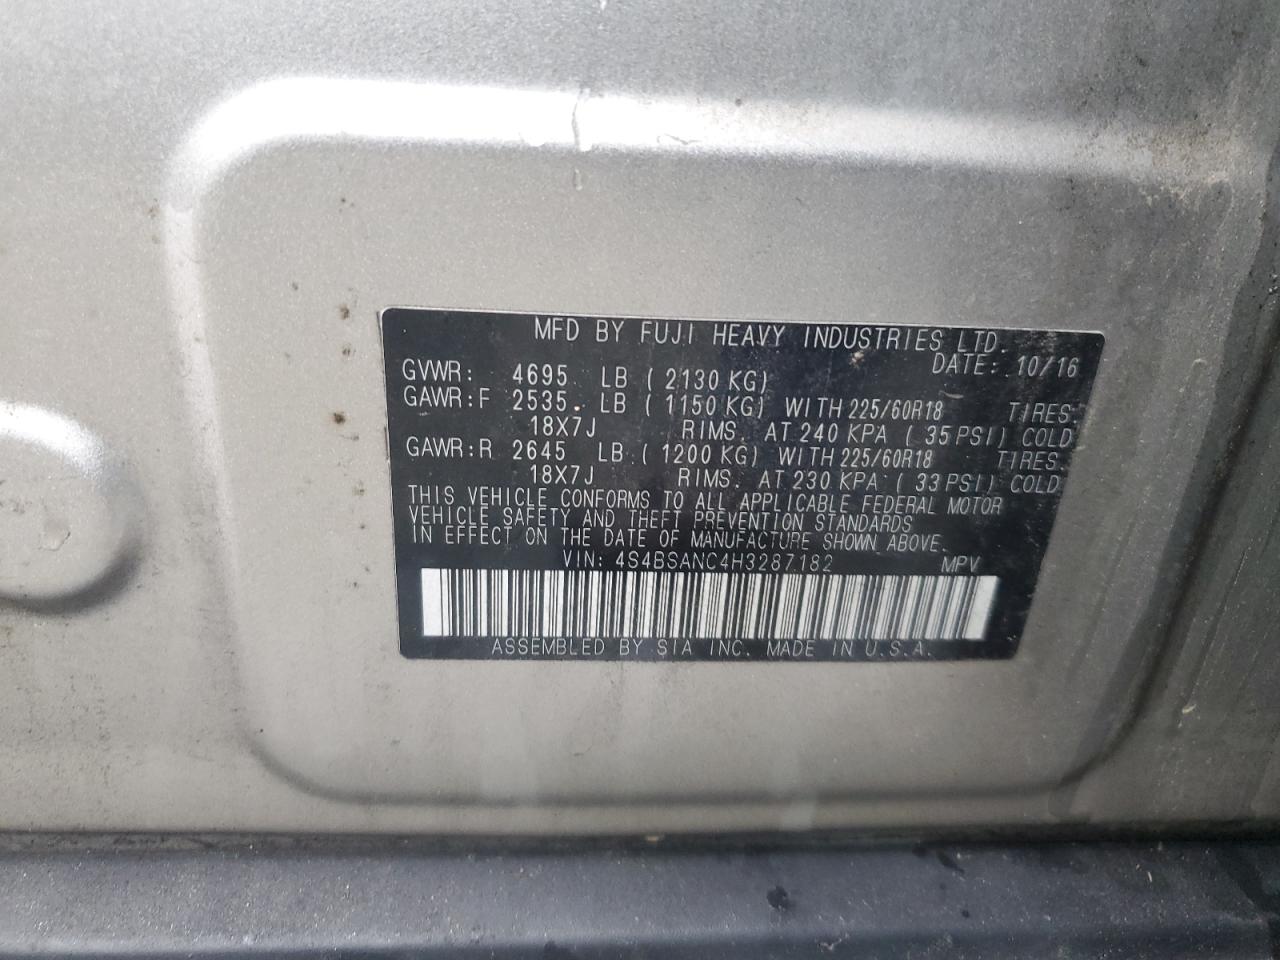 MFD BY FUJI HEAVY INDUSTRIES LTD.
DATE: 10/16
GVWR: 4695 LB ( 2130 KG)
GAWR:F 2535 LB ( 1150 KG) WITH 225/60R18 TIRES:
18X7J RIMS. AT 240 KPA ( 35 PSI) COLD
GAWR:R 2645 LB ( 1200 KG) WITH 225/60R18 TIRES.
18X7J RIMS. AT 230 KPA ( 33 PSI) COLD
THIS VEHICLE CONFORMS TO ALL APPLICABLE FEDERAL MOTOR
VEHICLE SAFETY AND THEFT PREVENTION STANDARDS
IN EFFECT ON THE DATE OF MANUFACTURE SHOWN ABOVE.
VIN: 4S4BSANC4H3287182 MPV
ASSEMBLED BY SIA INC. MADE IN U.S.A.